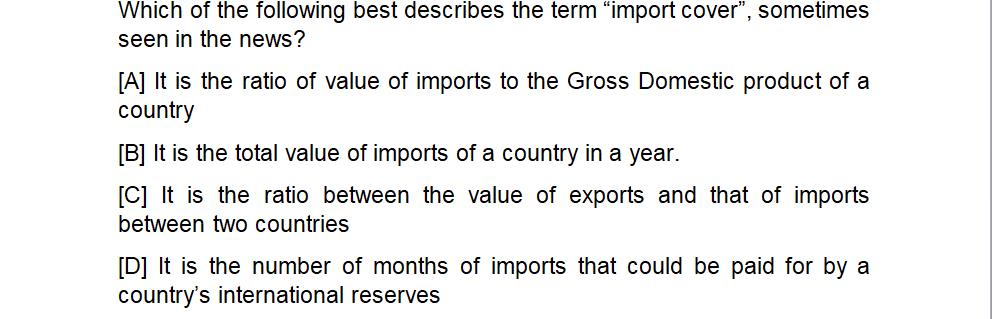 Which of the following best describes the term “import cover”, sometimes
seen in the news?
[A] It is the ratio of value of imports to the Gross Domestic product of a
country
[B] It is the total value of imports of a country in a year.
[C] It is the ratio between the value of exports and that of imports
between two countries
[D] It is the number of months of imports that could be paid for by a
country’s international reserves